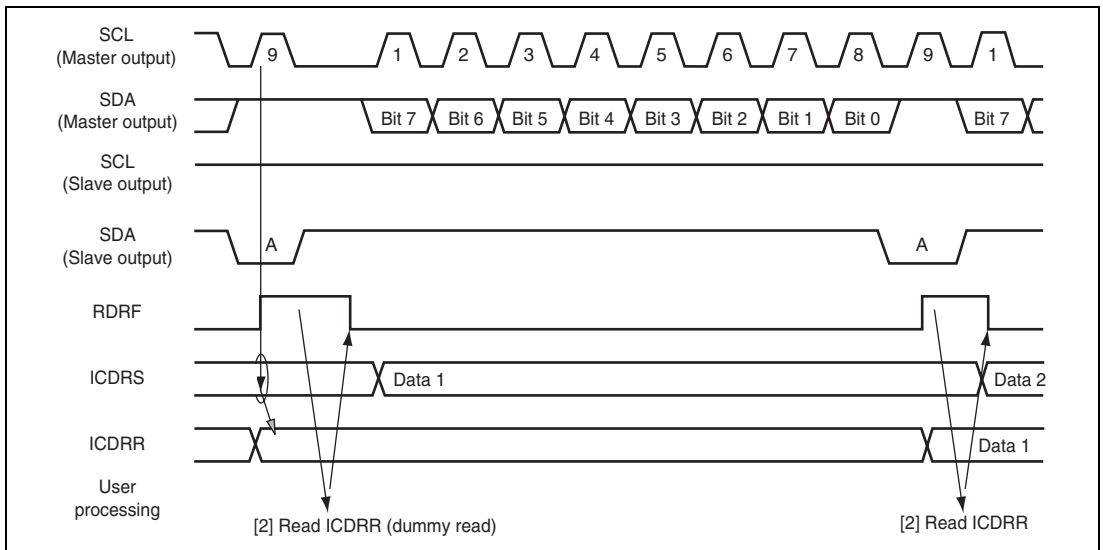 SCL
(Master output)
9 1 2 3 4 5 6 7 8 9 1
SDA
(Master output)
Bit 7 Bit 6 Bit 5 Bit 4 Bit 3 Bit 2 Bit 1 Bit 0 Bit 7
SCL
(Slave output)
SDA
(Slave output)
A A
RDRF
ICDRS
Data 1 Data 2
ICDRR
Data 1
User
processing
[2] Read ICDRR (dummy read) [2] Read ICDRR